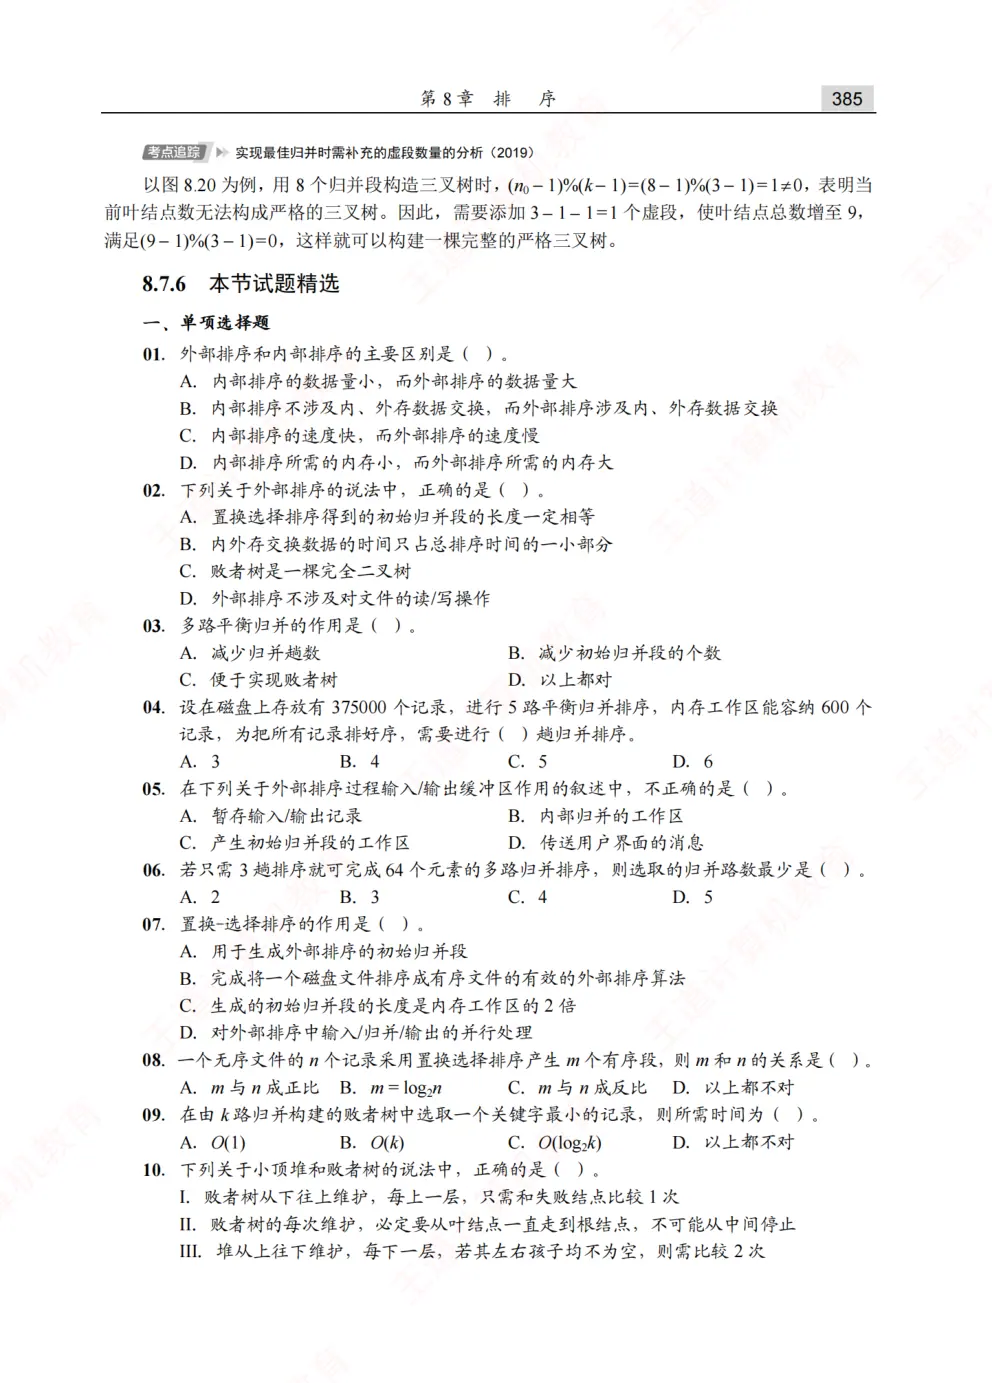 第 8 章 排 序
385
考点追踪 实现最佳归并时需补充的虚段数量的分析（2019）
以图 8.20 为例，用 8 个归并段构造三叉树时，(n₀ − 1)%(k − 1) = (8 − 1)%(3 − 1) = 1 ≠ 0，表明当
前叶结点数无法构成严格的三叉树。因此，需要添加 3 − 1 − 1 = 1 个虚段，使叶结点总数增至 9，
满足(9 − 1)%(3 − 1) = 0，这样就可以构建一棵完整的严格三叉树。
8.7.6 本节试题精选
一、单项选择题
01. 外部排序和内部排序的主要区别是（ ）。
A. 内部排序的数据量小，而外部排序的数据量大
B. 内部排序不涉及内、外存数据交换，而外部排序涉及内、外存数据交换
C. 内部排序的速度快，而外部排序的速度慢
D. 内部排序所需的内存小，而外部排序所需的内存大
02. 下列关于外部排序的说法中，正确的是（ ）。
A. 置换选择排序得到的初始归并段的长度一定相等
B. 内外存交换数据的时间只占总排序时间的一小部分
C. 败者树是一棵完全二叉树
D. 外部排序不涉及对文件的读/写操作
03. 多路平衡归并的作用是（ ）。
A. 减少归并趟数 B. 减少初始归并段的个数
C. 便于实现败者树 D. 以上都对
04. 设在磁盘上存放有 375000 个记录，进行 5 路平衡归并排序，内存工作区能容纳 600 个
记录，为把所有记录排好序，需要进行（ ）趟归并排序。
A. 3 B. 4 C. 5 D. 6
05. 在下列关于外部排序过程输入/输出缓冲区作用的叙述中，不正确的是（ ）。
A. 暂存输入/输出记录 B. 内部归并的工作区
C. 产生初始归并段的工作区 D. 传送用户界面的消息
06. 若只需 3 趟排序就可完成 64 个元素的多路归并排序，则选取的归并路数最少是（ ）。
A. 2 B. 3 C. 4 D. 5
07. 置换-选择排序的作用是（ ）。
A. 用于生成外部排序的初始归并段
B. 完成将一个磁盘文件排序成有序文件的有效的外部排序算法
C. 生成的初始归并段的长度是内存工作区的 2 倍
D. 对外部排序中输入/归并/输出的并行处理
08. 一个无序文件的 n 个记录采用置换选择排序产生 m 个有序段，则 m 和 n 的关系是（ ）。
A. m 与 n 成正比 B. m = log₂n C. m 与 n 成反比 D. 以上都不对
09. 在由 k 路归并构建的败者树中选取一个关键字最小的记录，则所需时间为（ ）。
A. O(1) B. O(k) C. O(log₂k) D. 以上都不对
10. 下列关于小顶堆和败者树的说法中，正确的是（ ）。
I. 败者树从下往上维护，每上一层，只需和失败结点比较 1 次
II. 败者树的每次维护，必定要从叶结点一直走到根结点，不可能从中间停止
III. 堆从上往下维护，每下一层，若其左右孩子均不为空，则需比较 2 次